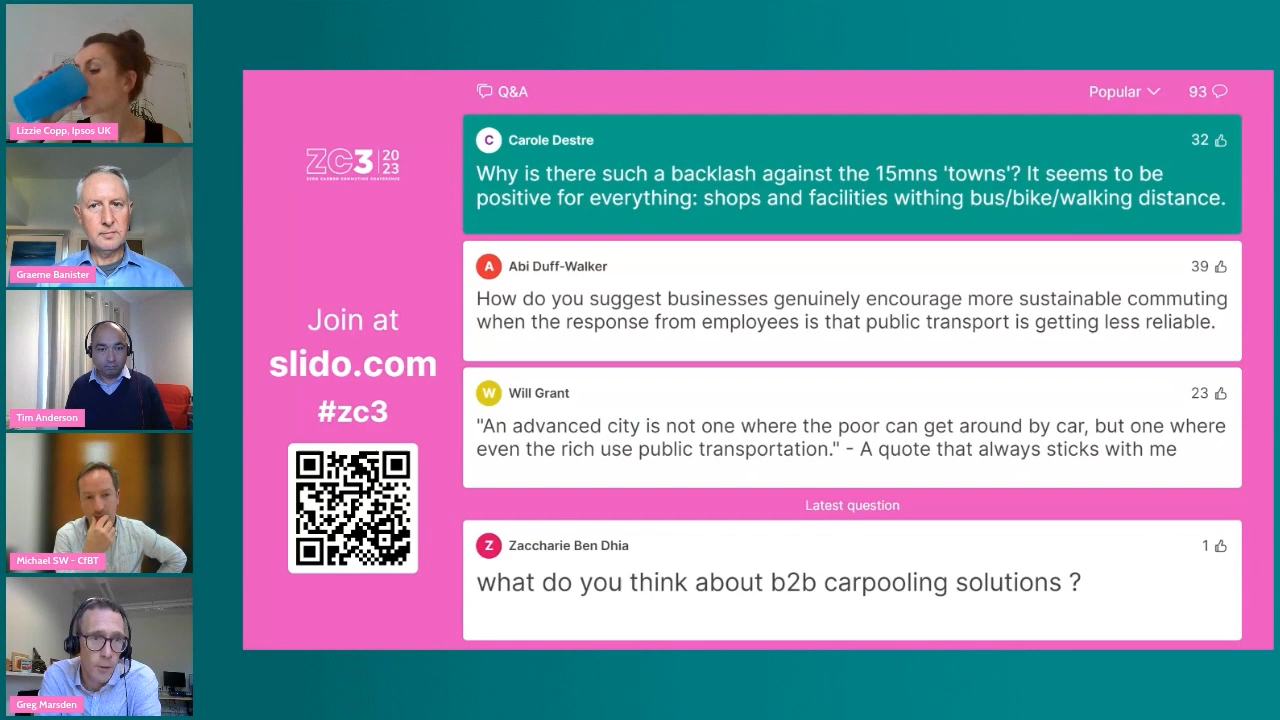 Lizzie Copp, Ipsos UK
Graeme Banister
Tim Anderson
Michael SW - CfBT
Greg Marsden
ZC3 20
23
ZERO CARBON COMMUTING CONFERENCE
Join at
slido.com
#zc3
Q&A
Popular
93
C
Carole Destre
32
Why is there such a backlash against the 15mns 'towns'? It seems to be
positive for everything: shops and facilities withing bus/bike/walking distance.
A
Abi Duff-Walker
39
How do you suggest businesses genuinely encourage more sustainable commuting
when the response from employees is that public transport is getting less reliable.
W
Will Grant
23
"An advanced city is not one where the poor can get around by car, but one where
even the rich use public transportation." - A quote that always sticks with me
Latest question
Z
Zaccharie Ben Dhia
1
what do you think about b2b carpooling solutions ?